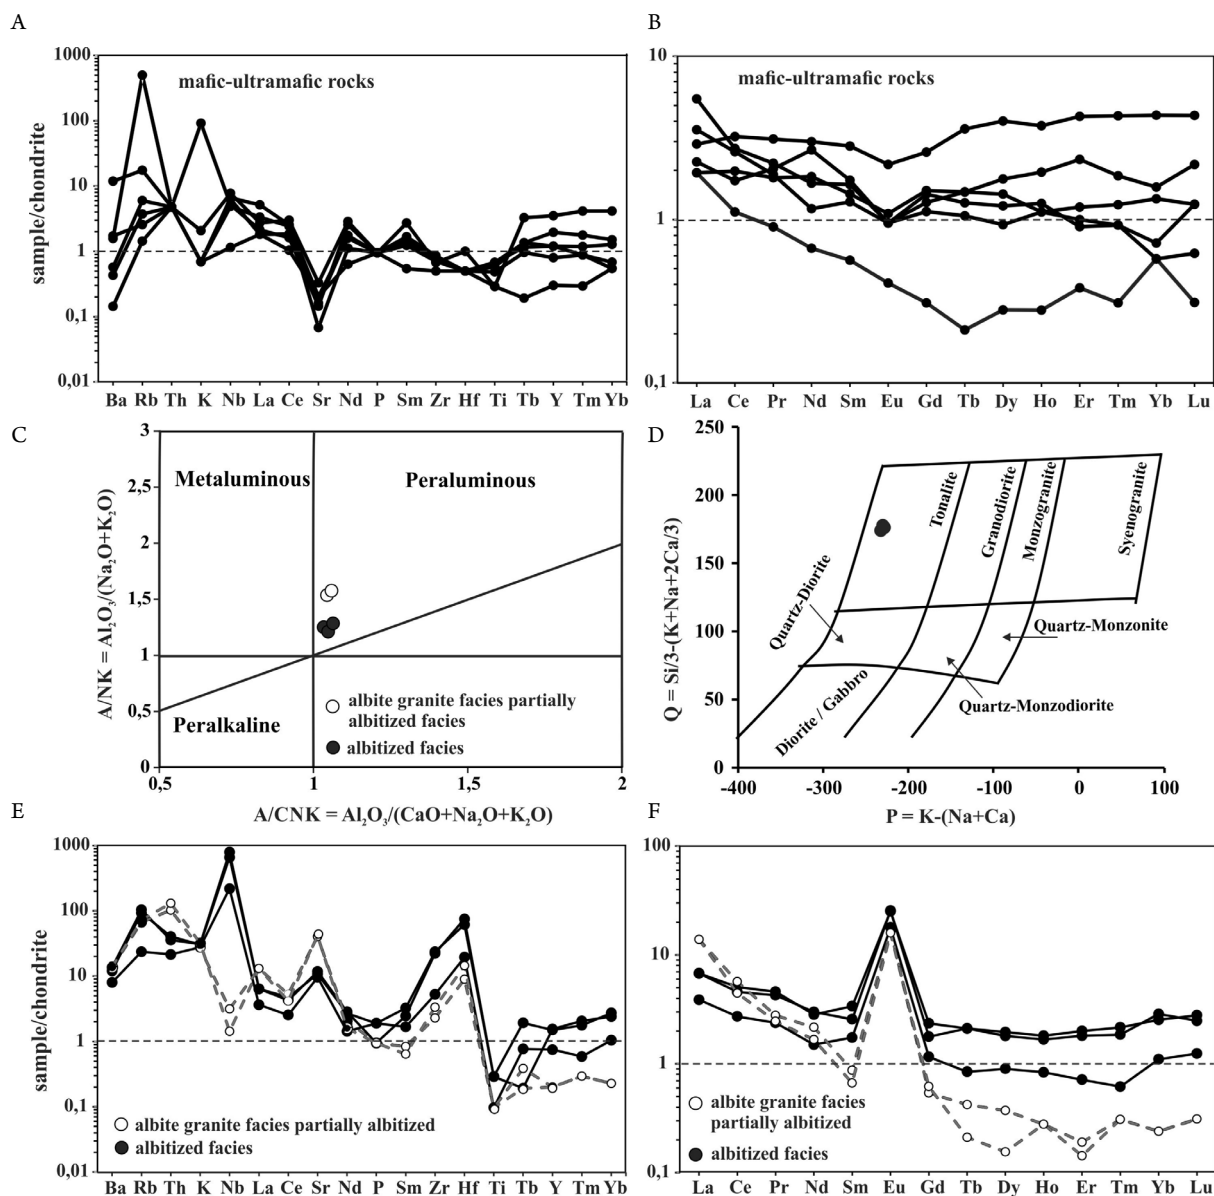 A
1000
100
10
1
0,1
0,01
sample/chondrite
mafic-ultramafic rocks
Ba Rb Th K Nb La Ce Sr Nd P Sm Zr Hf Ti Tb Y Tm Yb
B
10
1
0,1
mafic-ultramafic rocks
La Ce Pr Nd Sm Eu Gd Tb Dy Ho Er Tm Yb Lu
C
3
2,5
2
1,5
1
0,5
0
A/NK = Al2O3/(Na2O+K2O)
Metaluminous
Peraluminous
Peralkaline
albite granite facies partially
albitized facies
albitized facies
0,5 1 1,5 2
A/CNK = Al2O3/(CaO+Na2O+K2O)
D
250
200
150
100
50
0
Q = Si/3-(K+Na+2Ca/3)
Tonalite
Granodiorite
Monzogranite
Syenogranite
Quartz-Diorite
Quartz-Monzonite
Diorite / Gabbro
Quartz-Monzodiorite
-400 -300 -200 -100 0 100
P = K-(Na+Ca)
E
1000
100
10
1
0,1
0,01
sample/chondrite
albite granite facies partially albitized
albitized facies
Ba Rb Th K Nb La Ce Sr Nd P Sm Zr Hf Ti Tb Y Tm Yb
F
100
10
1
0,1
albite granite facies
partially albitized
albitized facies
La Ce Pr Nd Sm Eu Gd Tb Dy Ho Er Tm Yb Lu